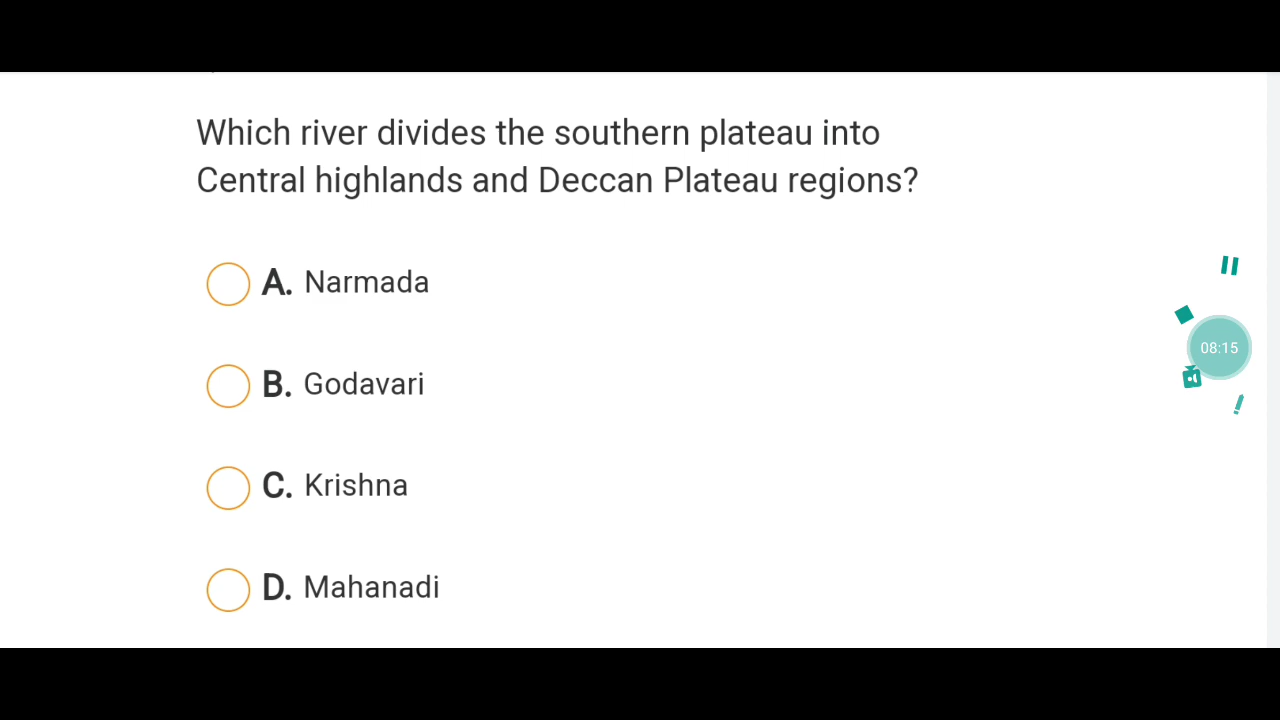 Which river divides the southern plateau into
Central highlands and Deccan Plateau regions?
A. Narmada
08:15
B. Godavari
C. Krishna
D. Mahanadi